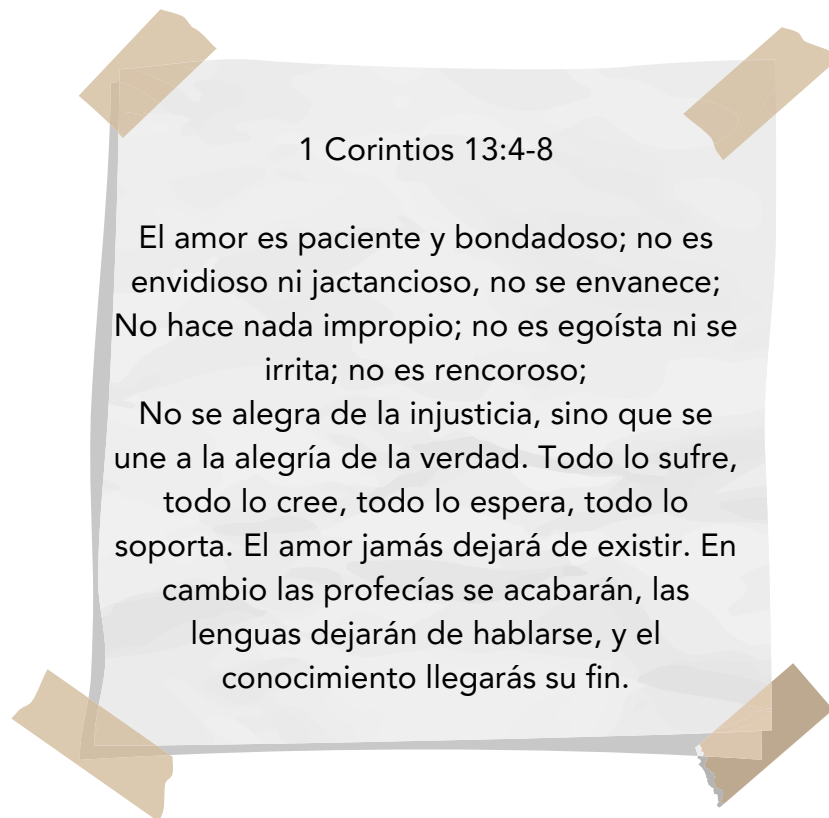 1 Corintios 13:4-8
El amor es paciente y bondadoso; no es
envidioso ni jactancioso, no se envanece;
No hace nada impropio; no es egoísta ni se
irrita; no es rencoroso;
No se alegra de la injusticia, sino que se
une a la alegría de la verdad. Todo lo sufre,
todo lo cree, todo lo espera, todo lo
soporta. El amor jamás dejará de existir. En
cambio las profecías se acabarán, las
lenguas dejarán de hablarse, y el
conocimiento llegarás su fin.